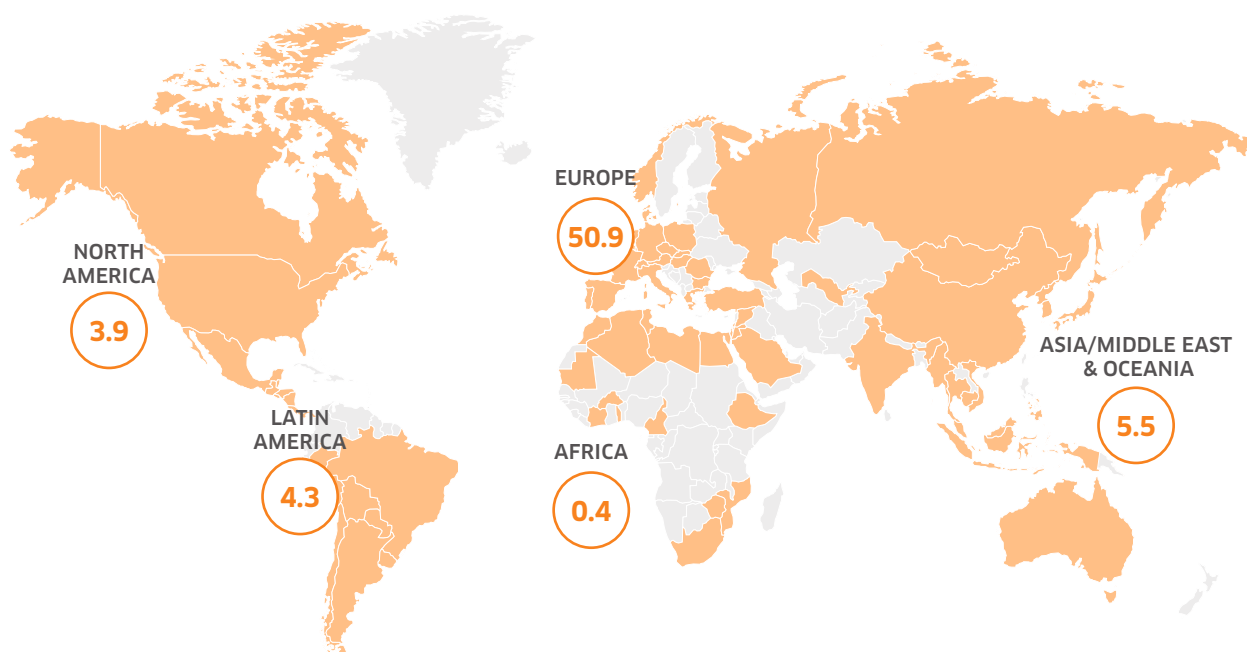 EUROPE
50.9
NORTH
AMERICA
3.9
ASIA/MIDDLE EAST
& OCEANIA
5.5
LATIN
AMERICA
4.3
AFRICA
0.4